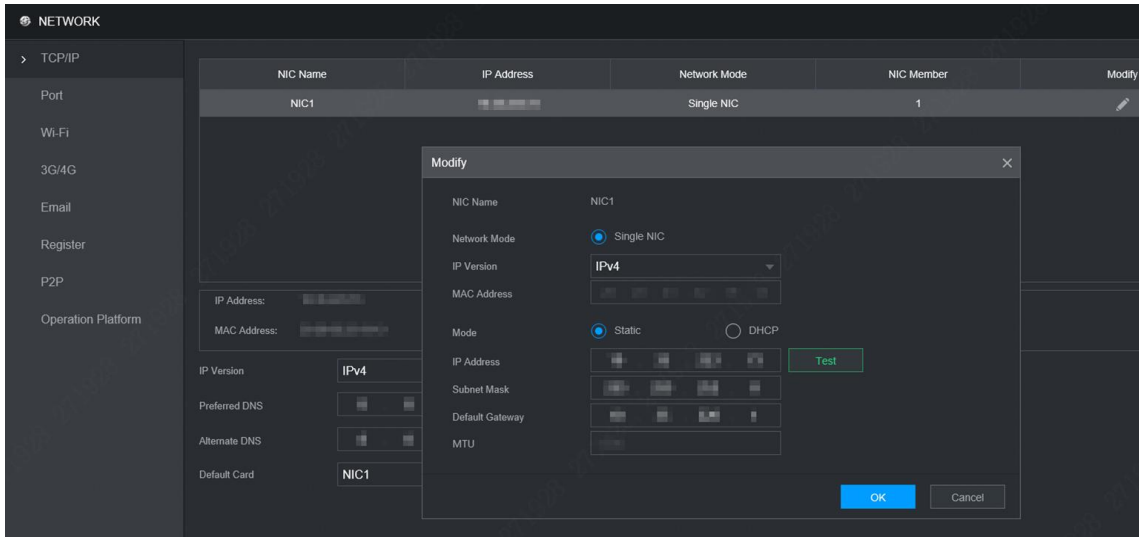 NETWORK
TCP/IP
Port
Wi-Fi
3G/4G
Email
Register
P2P
Operation Platform
NIC Name IP Address Network Mode NIC Member Modify
NIC1 Single NIC 1
IP Address:
MAC Address:
IP Version IPv4
Preferred DNS
Alternate DNS
Default Card NIC1
Modify
NIC Name NIC1
Network Mode Single NIC
IP Version IPv4
MAC Address
Mode Static DHCP
IP Address Test
Subnet Mask
Default Gateway
MTU
OK Cancel